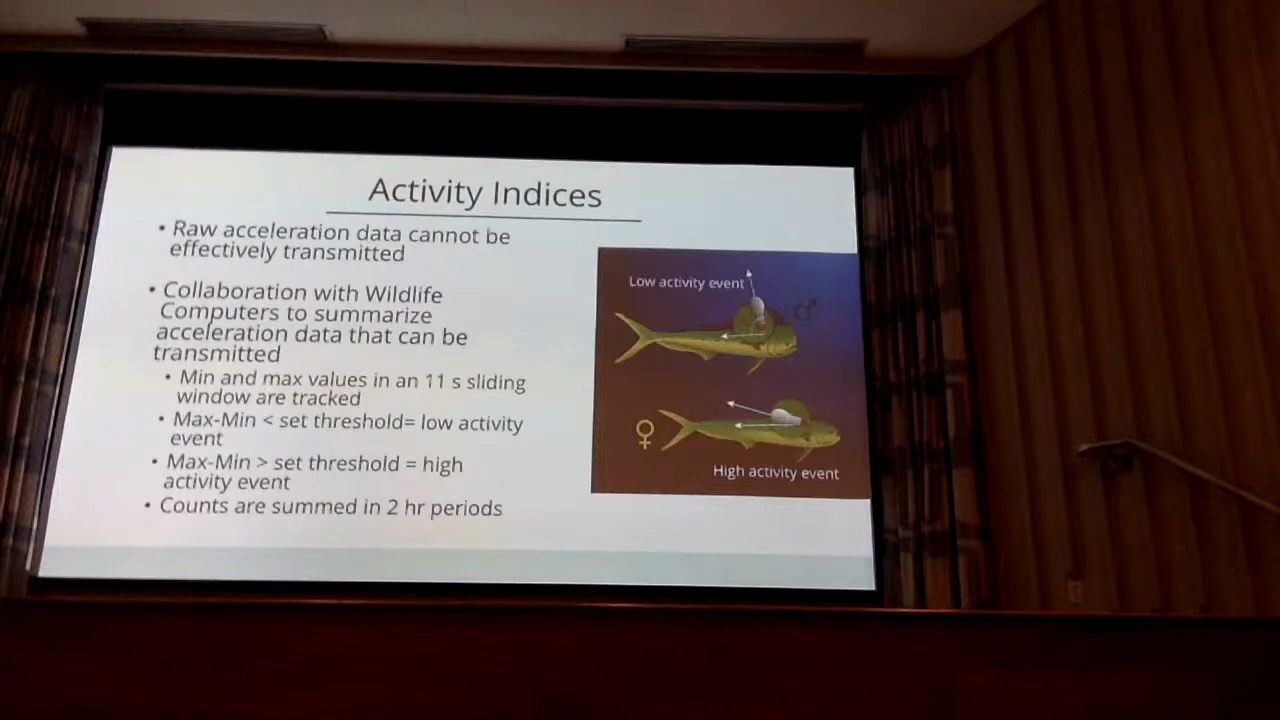 Activity Indices
• Raw acceleration data cannot be
effectively transmitted
• Collaboration with Wildlife
Computers to summarize
acceleration data that can be
transmitted
• Min and max values in an 11 s sliding
window are tracked
• Max-Min < set threshold= low activity
event
• Max-Min > set threshold = high
activity event
• Counts are summed in 2 hr periods
Low activity event
♂
♀
High activity event